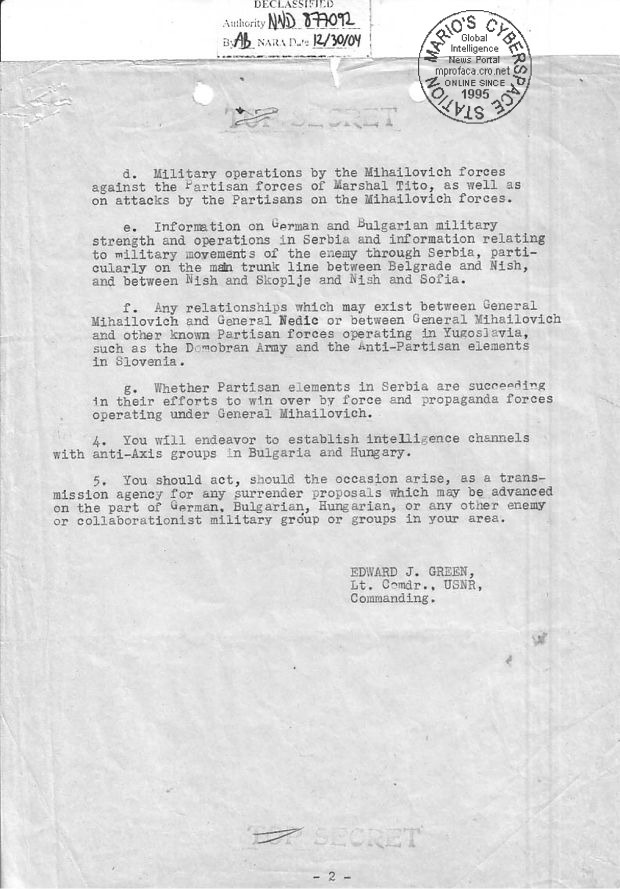 DECLASSIFIED
Authority NND 877092
By Ab NARA Date 12/30/04
MARIO'S CYBERSPACE STATION
Global
Intelligence
News Portal
mprofaca.cro.net
ONLINE SINCE
1995
TOP SECRET
d. Military operations by the Mihailovich forces
against the Partisan forces of Marshal Tito, as well as
on attacks by the Partisans on the Mihailovich forces.
e. Information on German and Bulgarian military
strength and operations in Serbia and information relating
to military movements of the enemy through Serbia, parti-
cularly on the main trunk line between Belgrade and Nish,
and between Nish and Skoplje and Nish and Sofia.
f. Any relationships which may exist between General
Mihailovich and General Nedic or between General Mihailovich
and other known Partisan forces operating in Yugoslavia,
such as the Domobran Army and the Anti-Partisan elements
in Slovenia.
g. Whether Partisan elements in Serbia are succeeding
in their efforts to win over by force and propaganda forces
operating under General Mihailovich.
4. You will endeavor to establish intelligence channels
with anti-Axis groups in Bulgaria and Hungary.
5. You should act, should the occasion arise, as a trans-
mission agency for any surrender proposals which may be advanced
on the part of German, Bulgarian, Hungarian, or any other enemy
or collaborationist military group or groups in your area.
EDWARD J. GREEN,
Lt. Comdr., USNR,
Commanding.
TOP SECRET
- 2 -